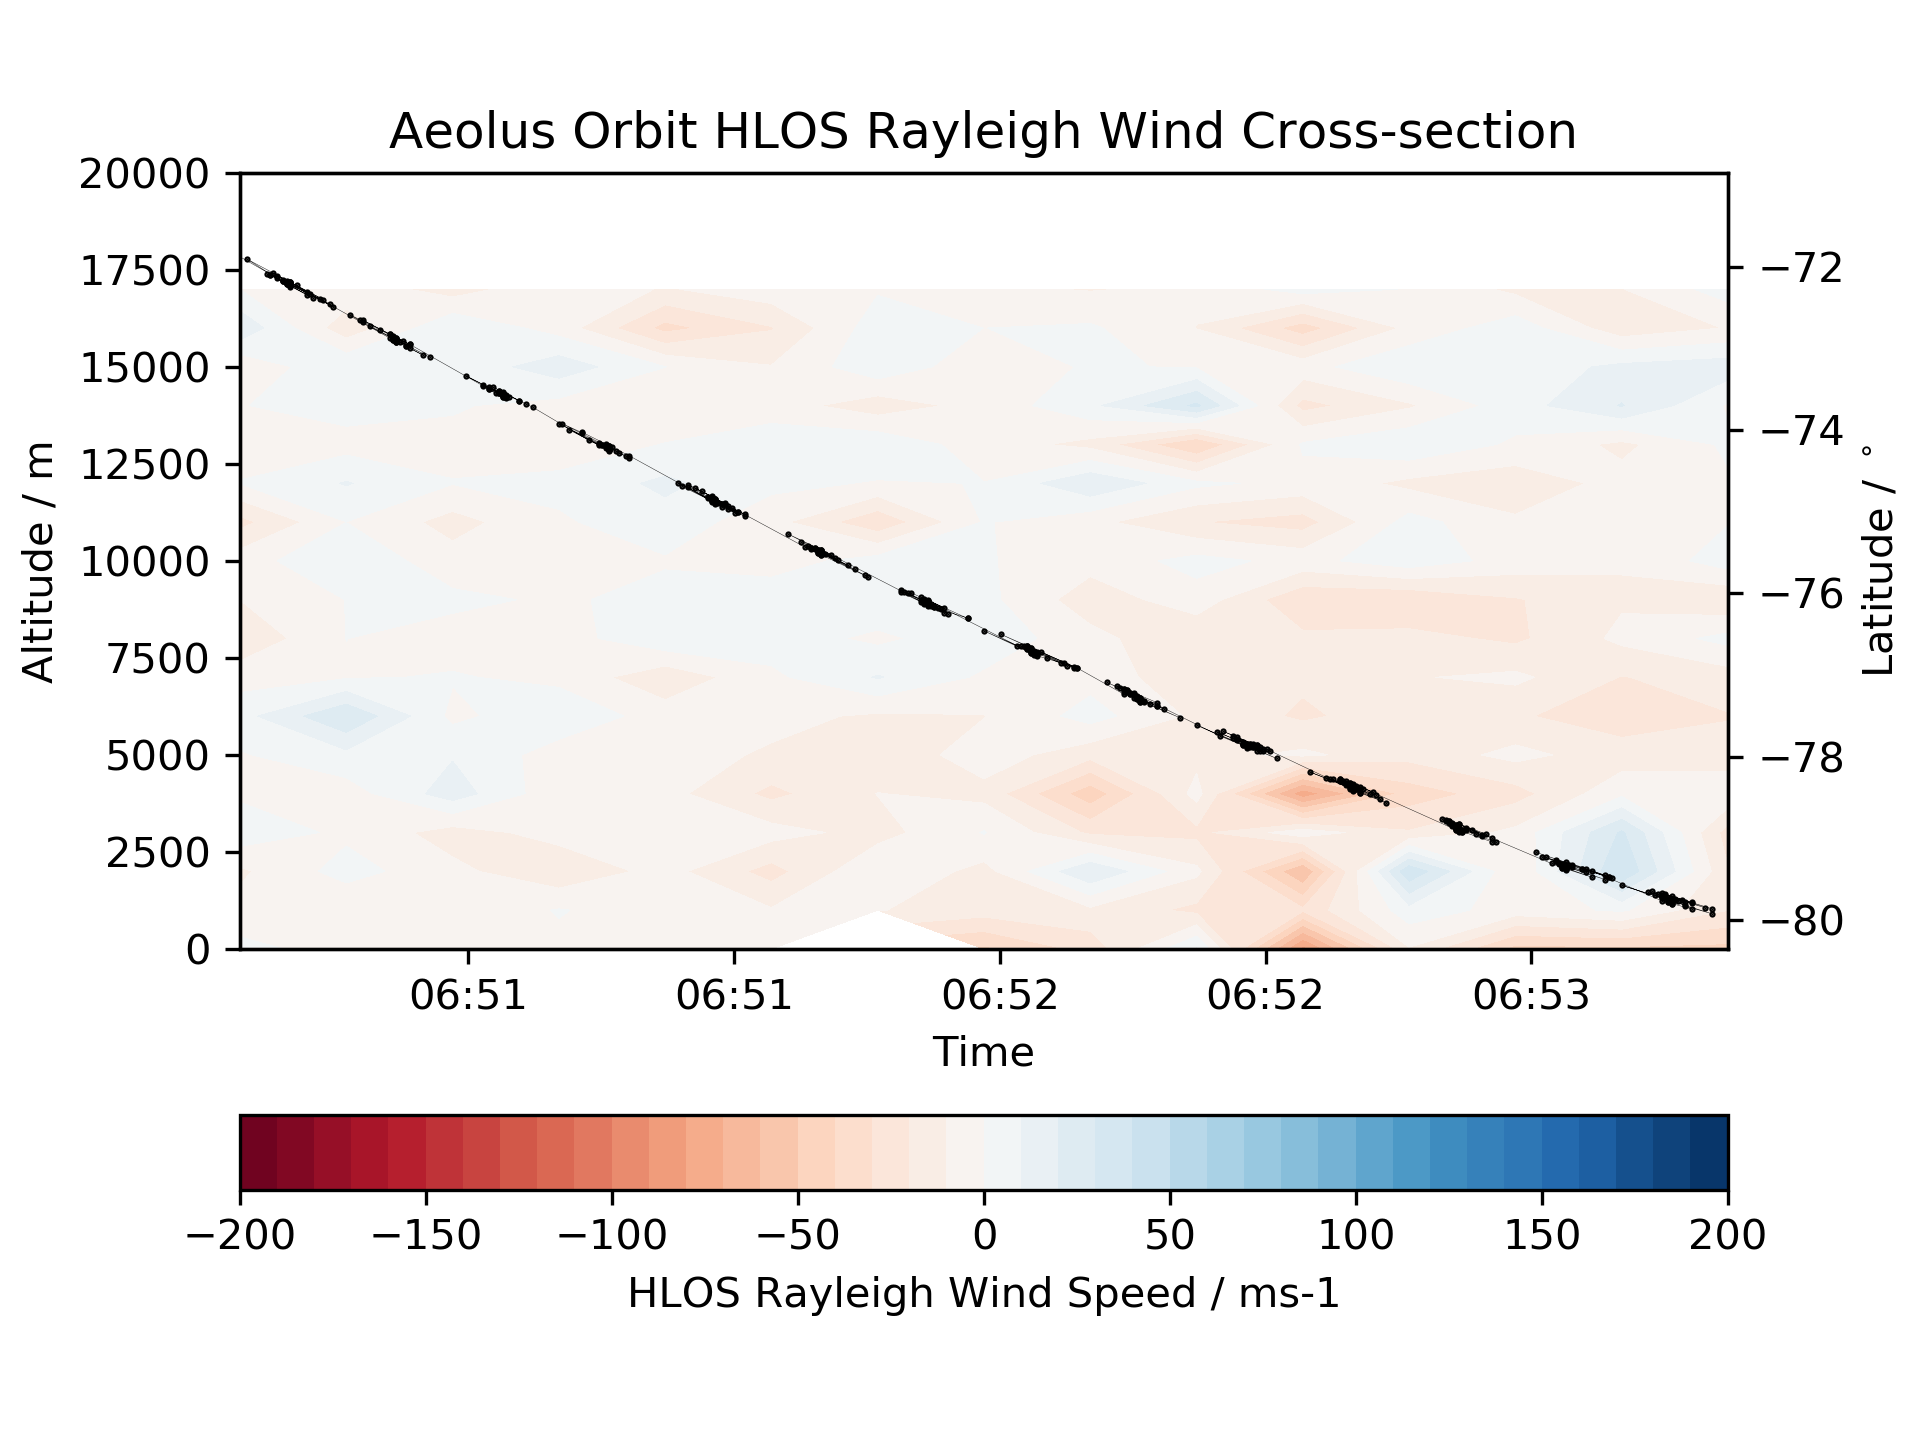 Aeolus Orbit HLOS Rayleigh Wind Cross-section
20000
17500
15000
12500
10000
7500
5000
2500
0
Altitude / m
−72
−74
−76
−78
−80
Latitude / °
06:51 06:51 06:52 06:52 06:53
Time
−200 −150 −100 −50 0 50 100 150 200
HLOS Rayleigh Wind Speed / ms-1